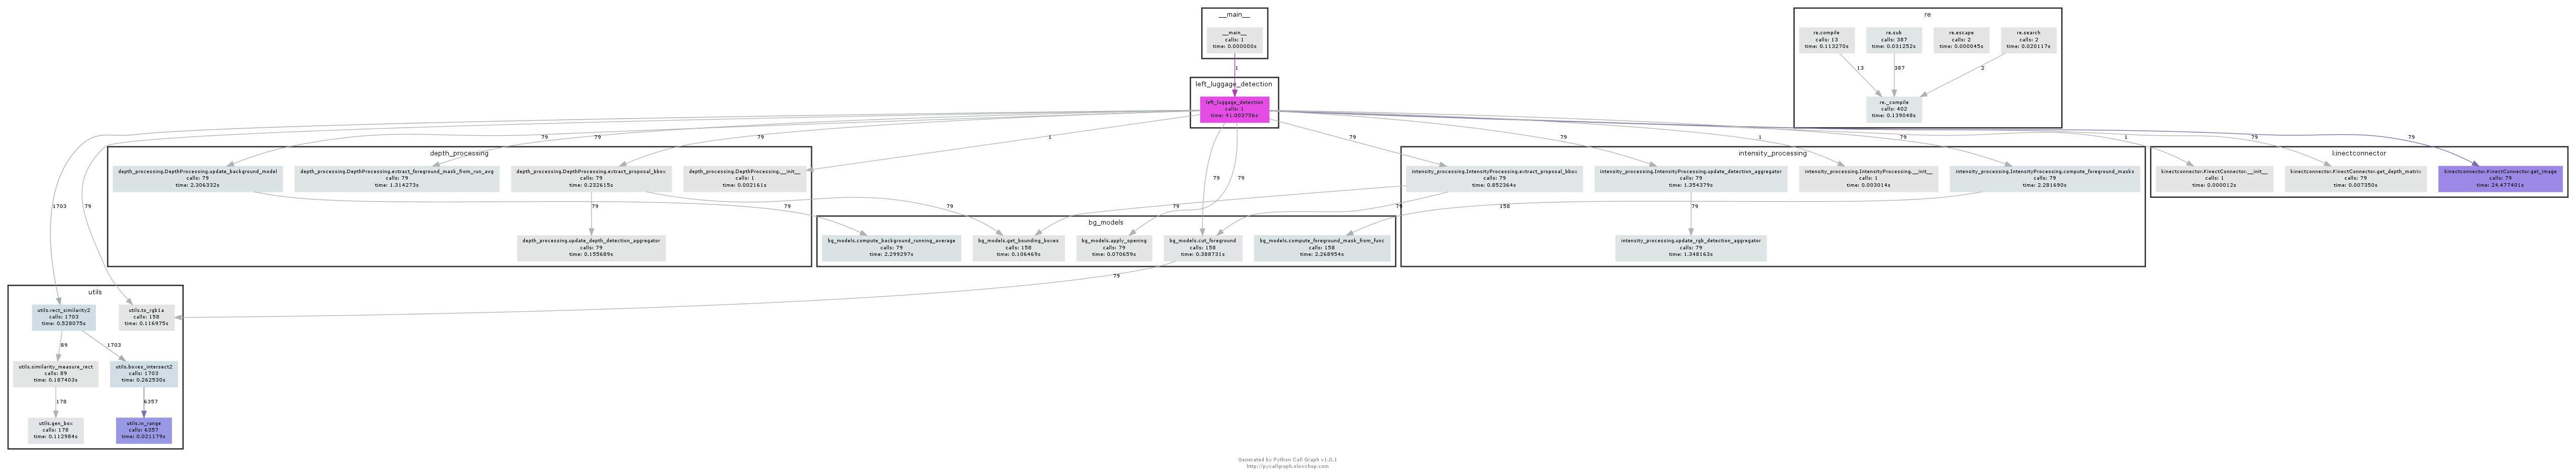 __main__
__main__
calls: 1
time: 0.000000s
re
re.compile
calls: 13
time: 0.113270s
re.sub
calls: 387
time: 0.031252s
re.escape
calls: 2
time: 0.000045s
re.search
calls: 2
time: 0.020117s
1
13
387
2
left_luggage_detection
left_luggage_detection
calls: 1
time: 41.003756s
re._compile
calls: 402
time: 0.139048s
79
79
79
1
79
79
1
79
1
79
79
depth_processing
depth_processing.DepthProcessing.update_background_model
calls: 79
time: 2.306332s
depth_processing.DepthProcessing.extract_foreground_mask_from_run_avg
calls: 79
time: 1.314273s
depth_processing.DepthProcessing.extract_proposal_bbox
calls: 79
time: 0.232615s
depth_processing.DepthProcessing.__init__
calls: 1
time: 0.002161s
79
79
intensity_processing
intensity_processing.IntensityProcessing.extract_proposal_bbox
calls: 79
time: 0.852364s
intensity_processing.IntensityProcessing.update_detection_aggregator
calls: 79
time: 1.354379s
intensity_processing.IntensityProcessing.__init__
calls: 1
time: 0.003014s
intensity_processing.IntensityProcessing.compute_foreground_masks
calls: 79
time: 2.281690s
kinectconnector
kinectconnector.KinectConnector.__init__
calls: 1
time: 0.000012s
kinectconnector.KinectConnector.get_depth_matrix
calls: 79
time: 0.007350s
kinectconnector.KinectConnector.get_image
calls: 79
time: 24.477401s
1703
79
79
79
79
79
79
158
79
depth_processing.update_depth_detection_aggregator
calls: 79
time: 0.155689s
bg_models
bg_models.compute_background_running_average
calls: 79
time: 2.299297s
bg_models.get_bounding_boxes
calls: 158
time: 0.106469s
bg_models.apply_opening
calls: 79
time: 0.070659s
bg_models.cut_foreground
calls: 158
time: 0.388731s
bg_models.compute_foreground_mask_from_func
calls: 158
time: 2.268954s
intensity_processing.update_rgb_detection_aggregator
calls: 79
time: 1.348163s
79
utils
utils.rect_similarity2
calls: 1703
time: 0.528075s
utils.to_rgb1a
calls: 158
time: 0.116975s
89
1703
utils.similarity_measure_rect
calls: 89
time: 0.187403s
utils.boxes_intersect2
calls: 1703
time: 0.262530s
178
6357
utils.gen_bxx
calls: 178
time: 0.112984s
utils.in_range
calls: 6357
time: 0.021179s
Generated by Python Call Graph v1.0.1
http://pycallgraph.slowchop.com